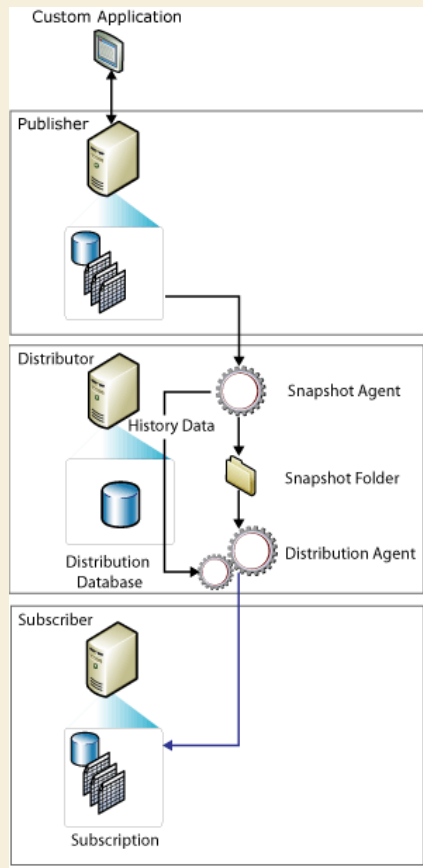 Custom Application
Publisher
Distributor
Snapshot Agent
History Data
Snapshot Folder
Distribution Agent
Distribution
Database
Subscriber
Subscription